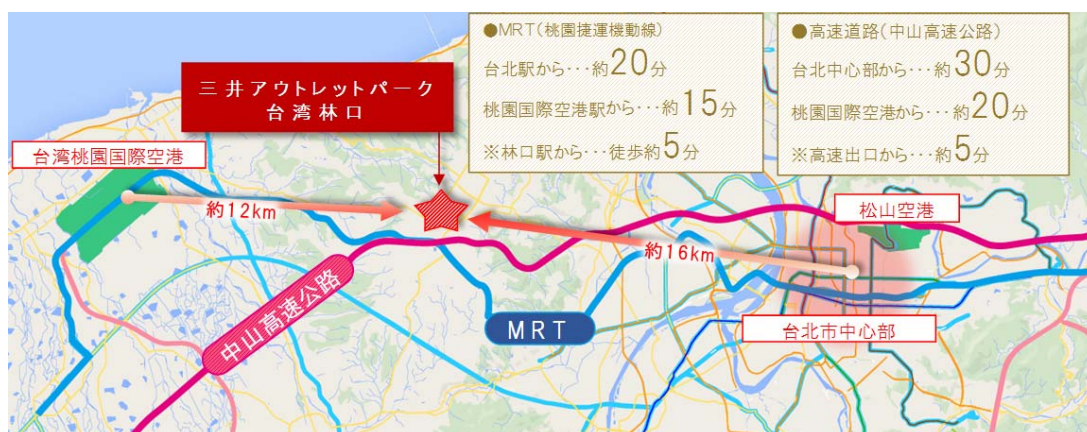 ●MRT(桃園捷運機動線)
台北駅から・・・約20分
桃園国際空港駅から・・・約15分
※林口駅から・・・徒歩約5分
●高速道路(中山高速公路)
台北中心部から・・・約30分
桃園国際空港から・・・約20分
※高速出口から・・・約5分
三井アウトレットパーク
台湾林口
台湾桃園国際空港
約12km
松山空港
約16km
中山高速公路
MRT
台北市中心部